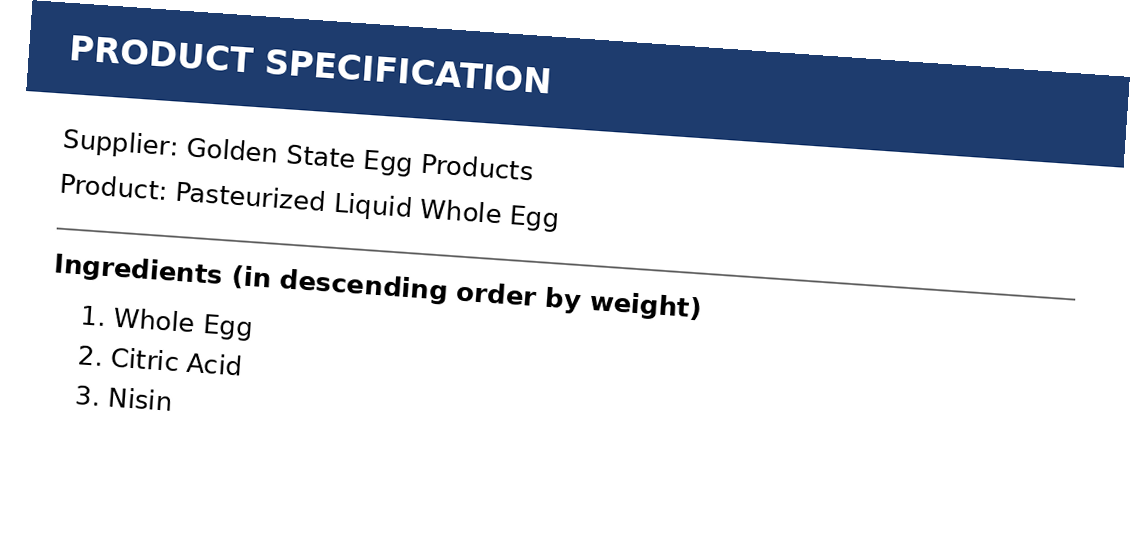 PRODUCT SPECIFICATION
Supplier: Golden State Egg Products
Product: Pasteurized Liquid Whole Egg
Ingredients (in descending order by weight)
1. Whole Egg
2. Citric Acid
3. Nisin